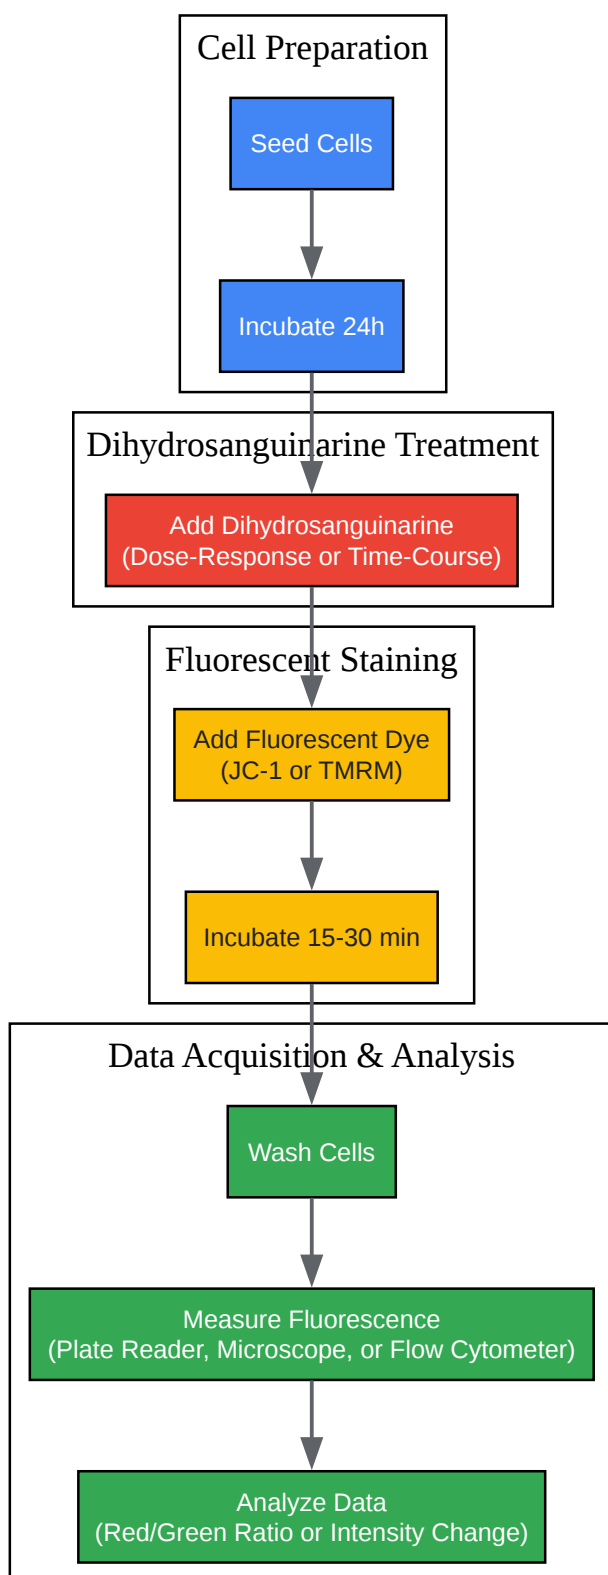 Cell Preparation
Seed Cells
Incubate 24h
Dihydrosanguinarine Treatment
Add Dihydrosanguinarine
(Dose-Response or Time-Course)
Fluorescent Staining
Add Fluorescent Dye
(JC-1 or TMRM)
Incubate 15-30 min
Data Acquisition & Analysis
Wash Cells
Measure Fluorescence
(Plate Reader, Microscope, or Flow Cytometer)
Analyze Data
(Red/Green Ratio or Intensity Change)